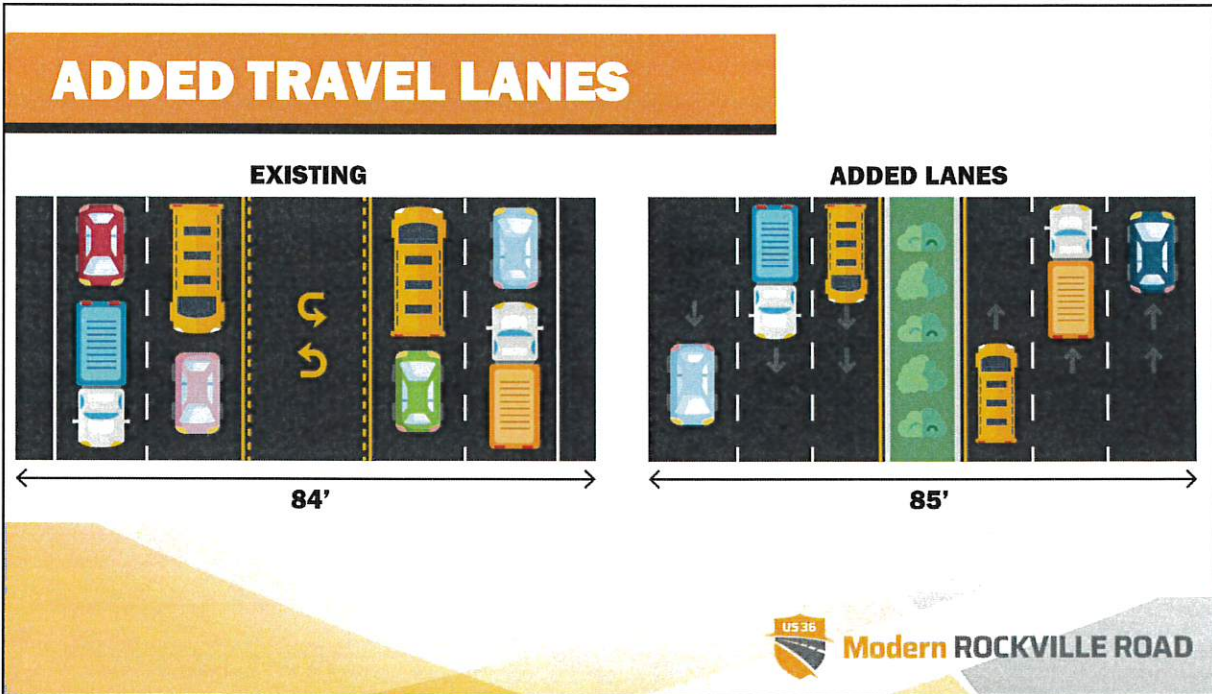 ADDED TRAVEL LANES
EXISTING
ADDED LANES
84’
85’
US 36
Modern ROCKVILLE ROAD